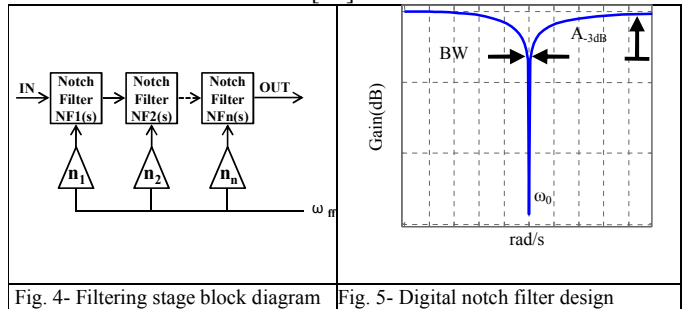 IN
Notch
Filter
NF1(s)
Notch
Filter
NF2(s)
Notch
Filter
NFn(s)
OUT
n1
n2
nn
ω ff
Gain(dB)
BW
A-3dB
ω0
rad/s
Fig. 4- Filtering stage block diagram
Fig. 5- Digital notch filter design